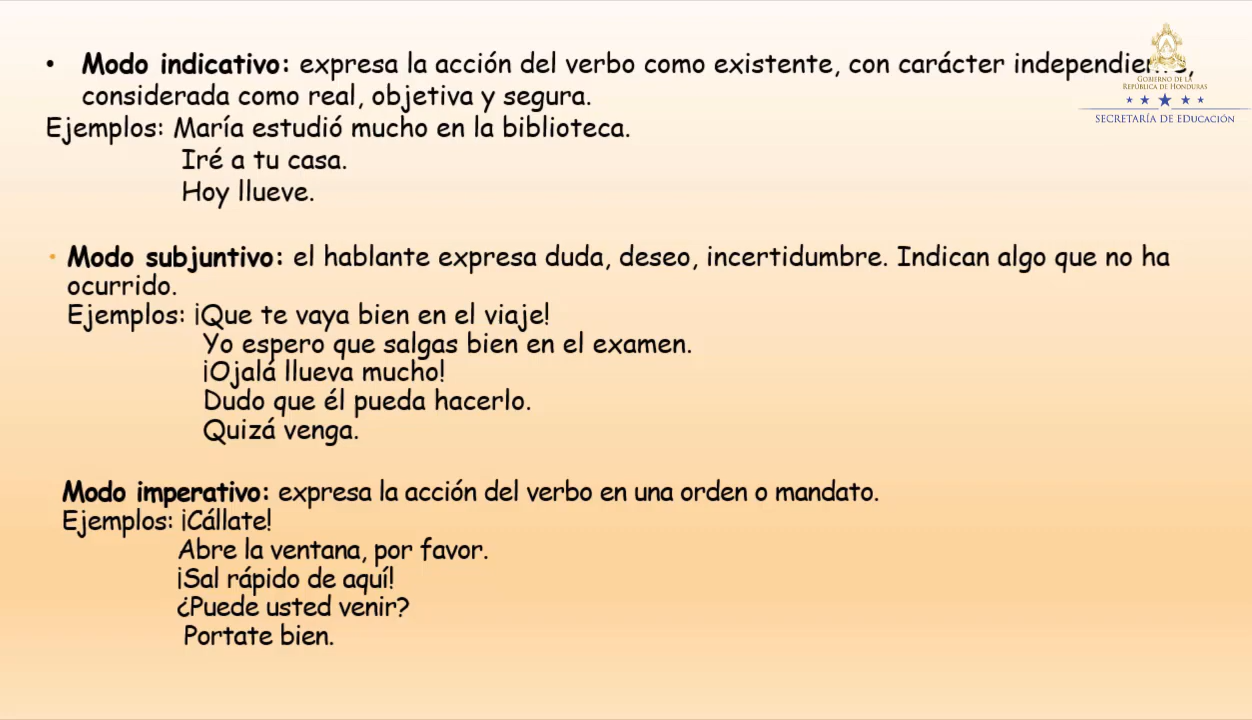 • Modo indicativo: expresa la acción del verbo como existente, con carácter independiente,
considerada como real, objetiva y segura.
Ejemplos: María estudió mucho en la biblioteca.
Iré a tu casa.
Hoy llueve.
• Modo subjuntivo: el hablante expresa duda, deseo, incertidumbre. Indican algo que no ha
ocurrido.
Ejemplos: ¡Que te vaya bien en el viaje!
Yo espero que salgas bien en el examen.
¡Ojalá llueva mucho!
Dudo que él pueda hacerlo.
Quizá venga.
Modo imperativo: expresa la acción del verbo en una orden o mandato.
Ejemplos: ¡Cállate!
Abre la ventana, por favor.
¡Sal rápido de aquí!
¿Puede usted venir?
Portate bien.
GOBIERNO DE LA
REPÚBLICA DE HONDURAS
SECRETARÍA DE EDUCACIÓN